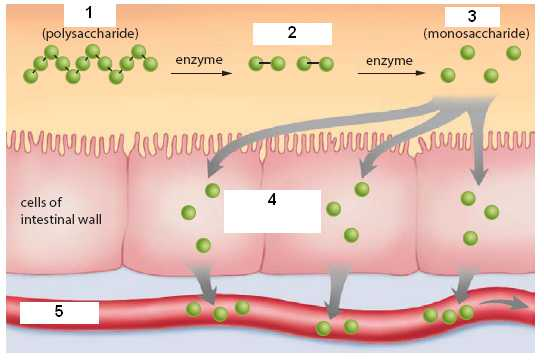 1
(polysaccharide)
enzyme
2
enzyme
3
(monosaccharide)
cells of
intestinal wall
4
5